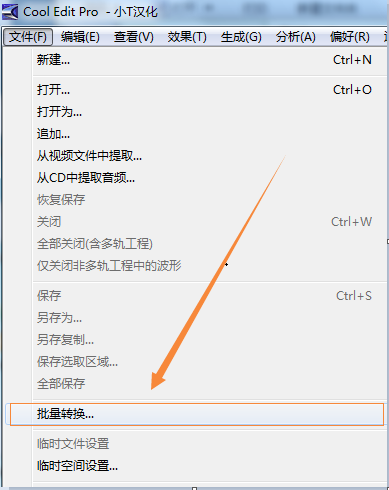 Cool Edit Pro - 小T汉化
文件(F) 编辑(E) 查看(V) 效果(T) 生成(G) 分析(A) 偏好(R)
新建... Ctrl+N
打开... Ctrl+O
打开为...
追加...
从视频文件中提取...
从CD中提取音频...
恢复保存
关闭 Ctrl+W
全部关闭(含多轨工程)
仅关闭非多轨工程中的波形
保存 Ctrl+S
另存为...
另存复制...
保存选取区域...
全部保存
批量转换...
临时文件设置
临时空间设置...